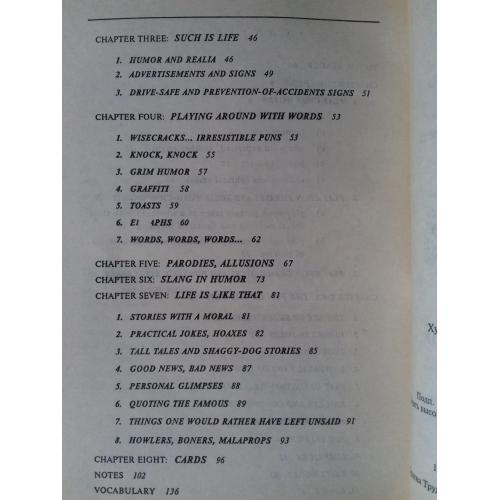 CHAPTER THREE: SUCH IS LIFE 46
1. HUMOR AND REALIA 46
2. ADVERTISEMENTS AND SIGNS 49
3. DRIVE-SAFE AND PREVENTION-OF-ACCIDENTS SIGNS 51
CHAPTER FOUR: PLAYING AROUND WITH WORDS 53
1. WISECRACKS... IRRESISTIBLE PUNS 53
2. KNOCK, KNOCK 55
3. GRIM HUMOR 57
4. GRAFFITI 58
5. TOASTS 59
6. 60
7. WORDS, WORDS, WORDS... 62
CHAPTER FIVE: PARODIES, ALLUSIONS 67
CHAPTER SIX: SLANG IN HUMOR 73
CHAPTER SEVEN: LIFE IS LIKE THAT 81
1. STORIES WITH A MORAL 81
2. PRACTICAL JOKES, HOAXES 82
3. TALL TALES AND SHAGGY-DOG STORIES 85
4. GOOD NEWS, BAD NEWS 87
5. PERSONAL GLIMPSES 88
6. QUOTING THE FAMOUS 89
7. THINGS ONE WOULD RATHER HAVE LEFT UNSAID 91
8. HOWLERS, BONERS, MALAPROPS 93
CHAPTER EIGHT: CARDS 96
NOTES 102
VOCABULARY 136
Ху
Подп.